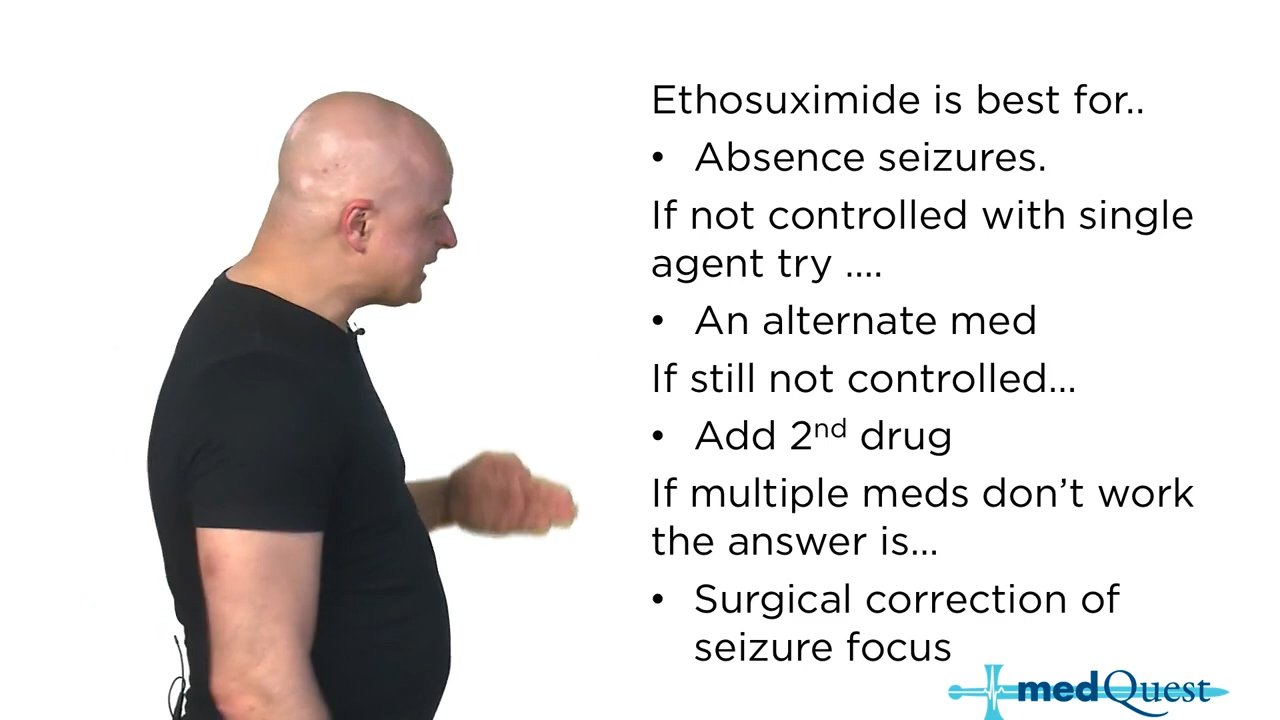 Ethosuximide is best for..
• Absence seizures.
If not controlled with single
agent try ....
• An alternate med
If still not controlled...
• Add 2nd drug
If multiple meds don’t work
the answer is...
• Surgical correction of
seizure focus
medQuest